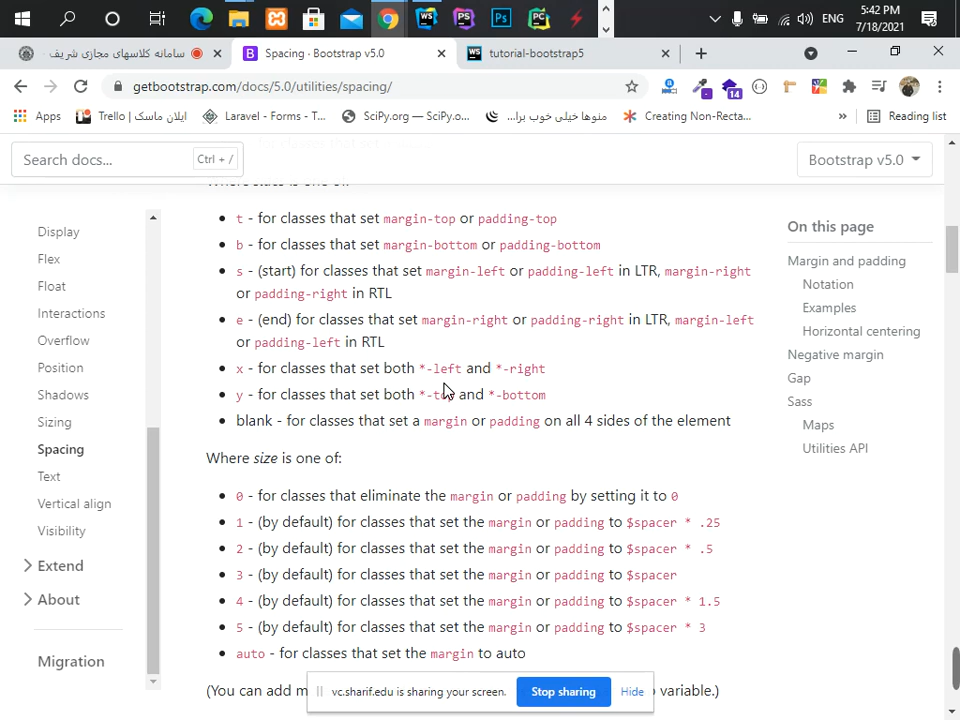 5:42 PM
ENG
7/18/2021
سامانه کلاسهای مجازی شریف
Spacing - Bootstrap v5.0
tutorial-bootstrap5
getbootstrap.com/docs/5.0/utilities/spacing/
14
Apps
Trello | ایلان ماسک
Laravel - Forms - T...
SciPy.org — SciPy.o...
منوها خیلی خوب برا...
Creating Non-Recta...
»
Reading list
Search docs...
Ctrl + /
Bootstrap v5.0
Display
Flex
Float
Interactions
Overflow
Position
Shadows
Sizing
Spacing
Text
Vertical align
Visibility
Extend
About
Migration
t - for classes that set margin-top or padding-top
b - for classes that set margin-bottom or padding-bottom
s - (start) for classes that set margin-left or padding-left in LTR, margin-right
or padding-right in RTL
e - (end) for classes that set margin-right or padding-right in LTR, margin-left
or padding-left in RTL
x - for classes that set both *-left and *-right
y - for classes that set both *-top and *-bottom
blank - for classes that set a margin or padding on all 4 sides of the element
Where size is one of:
0 - for classes that eliminate the margin or padding by setting it to 0
1 - (by default) for classes that set the margin or padding to $spacer * .25
2 - (by default) for classes that set the margin or padding to $spacer * .5
3 - (by default) for classes that set the margin or padding to $spacer
4 - (by default) for classes that set the margin or padding to $spacer * 1.5
5 - (by default) for classes that set the margin or padding to $spacer * 3
auto - for classes that set the margin to auto
(You can add m
variable.)
On this page
Margin and padding
Notation
Examples
Horizontal centering
Negative margin
Gap
Sass
Maps
Utilities API
vc.sharif.edu is sharing your screen.
Stop sharing
Hide